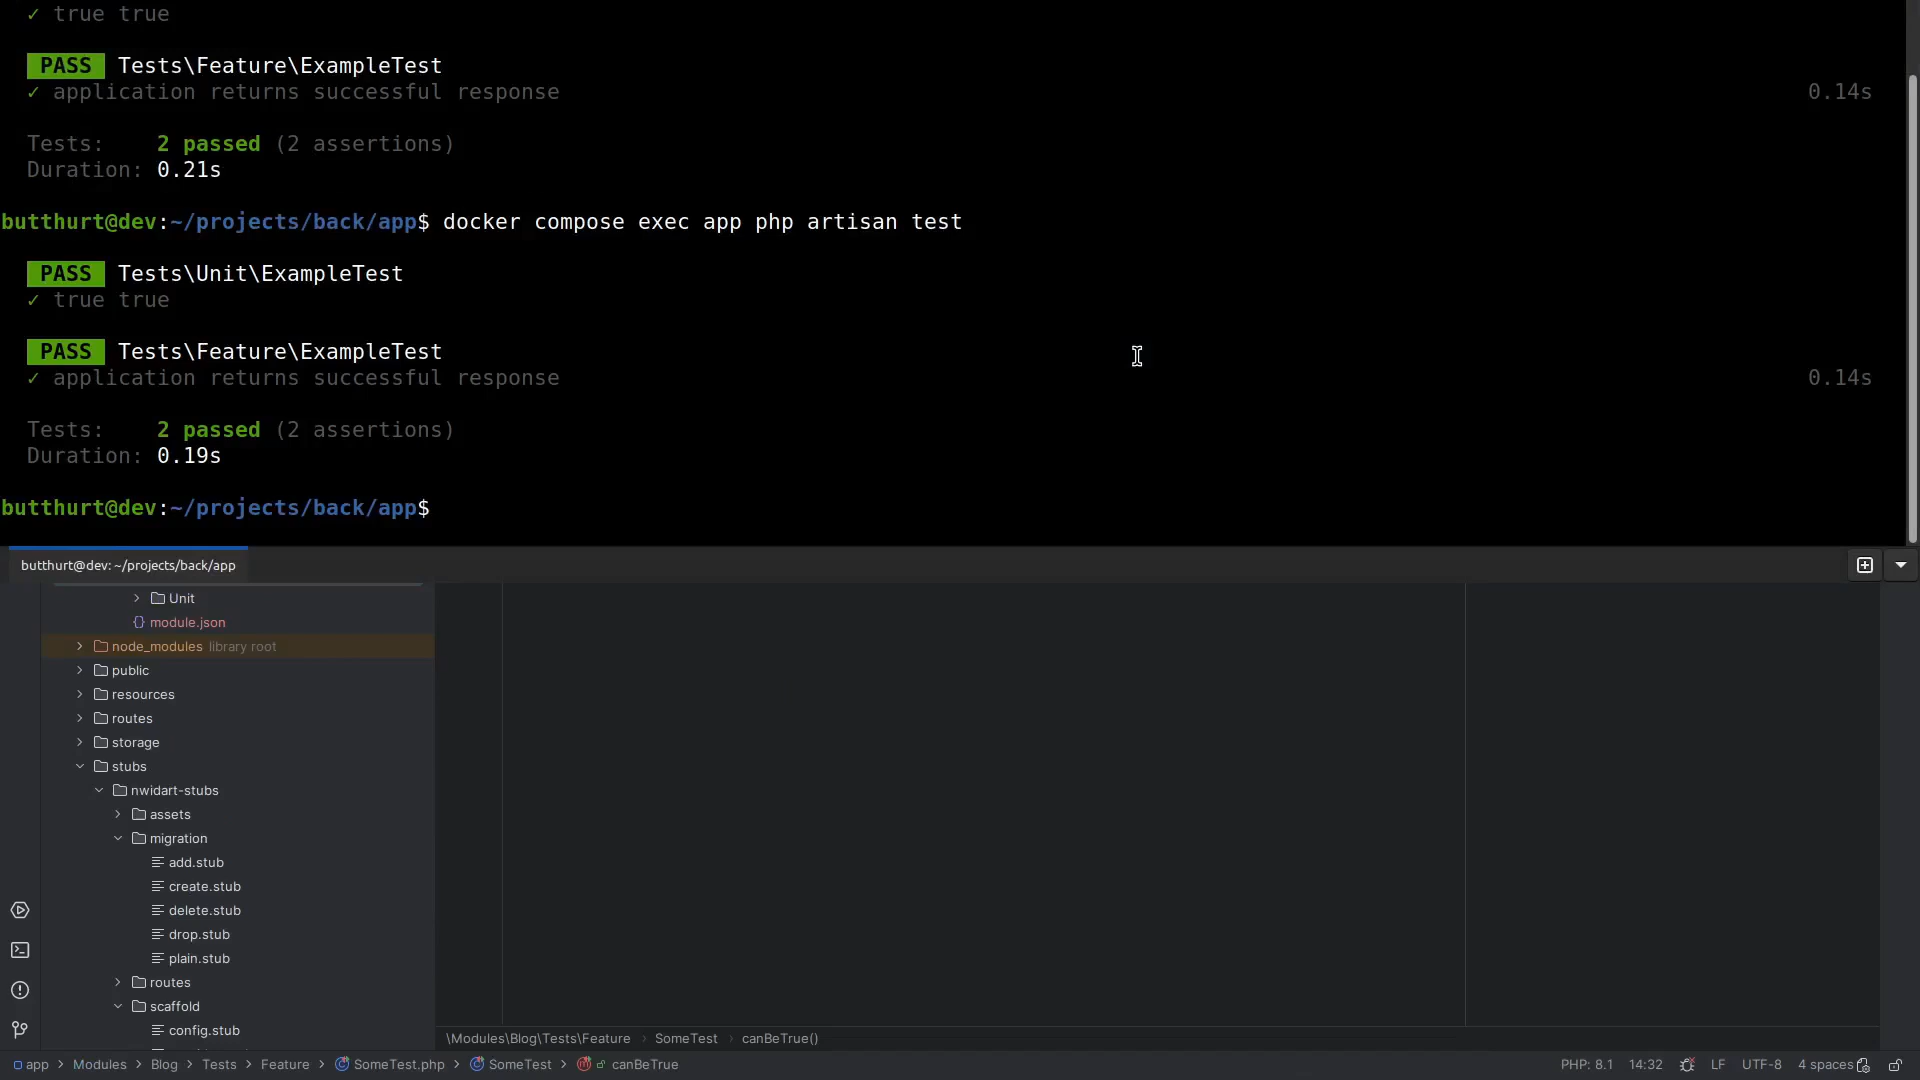 ✓ true true
PASS Tests\Feature\ExampleTest
✓ application returns successful response 0.14s
Tests: 2 passed (2 assertions)
Duration: 0.21s
butthurt@dev:~/projects/back/app$ docker compose exec app php artisan test
PASS Tests\Unit\ExampleTest
✓ true true
PASS Tests\Feature\ExampleTest
✓ application returns successful response 0.14s
Tests: 2 passed (2 assertions)
Duration: 0.19s
butthurt@dev:~/projects/back/app$
butthurt@dev: ~/projects/back/app
Unit
{} module.json
node_modules library root
public
resources
routes
storage
stubs
nwidart-stubs
assets
migration
add.stub
create.stub
delete.stub
drop.stub
plain.stub
routes
scaffold
config.stub
\Modules\Blog\Tests\Feature › SomeTest › canBeTrue()
app › Modules › Blog › Tests › Feature › SomeTest.php › SomeTest › canBeTrue PHP: 8.1 14:32 LF UTF-8 4 spaces